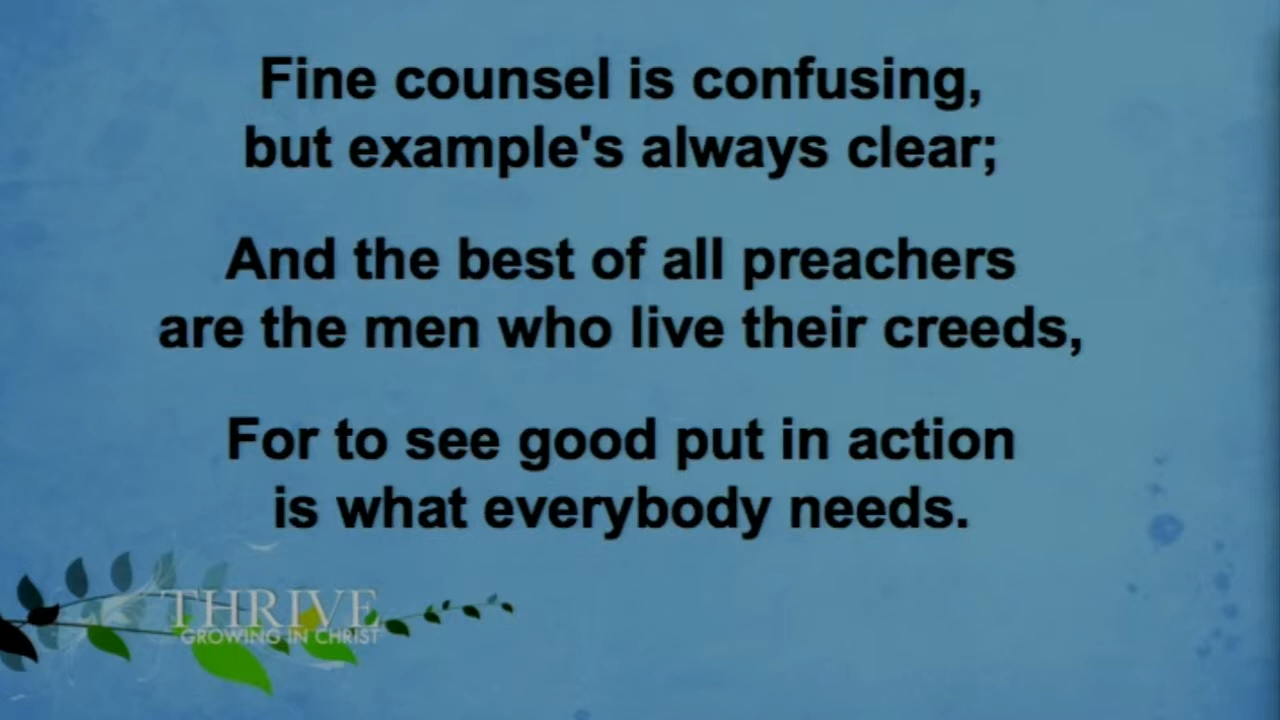 Fine counsel is confusing,
but example's always clear;
And the best of all preachers
are the men who live their creeds,
For to see good put in action
is what everybody needs.
THRIVE
GROWING IN CHRIST